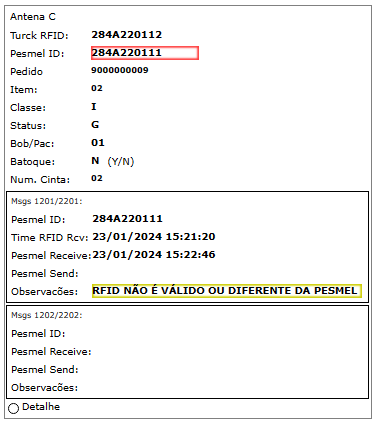 Antena C
Turck RFID: 284A220112
Pesmel ID: 284A220111
Pedido 9000000009
Item: 02
Classe: I
Status: G
Bob/Pac: 01
Batoque: N (Y/N)
Num. Cinta: 02
Msgs 1201/2201:
Pesmel ID: 284A220111
Time RFID Rcv: 23/01/2024 15:21:20
Pesmel Receive: 23/01/2024 15:22:46
Pesmel Send:
Observacões: RFID NÃO É VÁLIDO OU DIFERENTE DA PESMEL
Msgs 1202/2202:
Pesmel ID:
Pesmel Receive:
Pesmel Send:
Observacões:
Detalhe